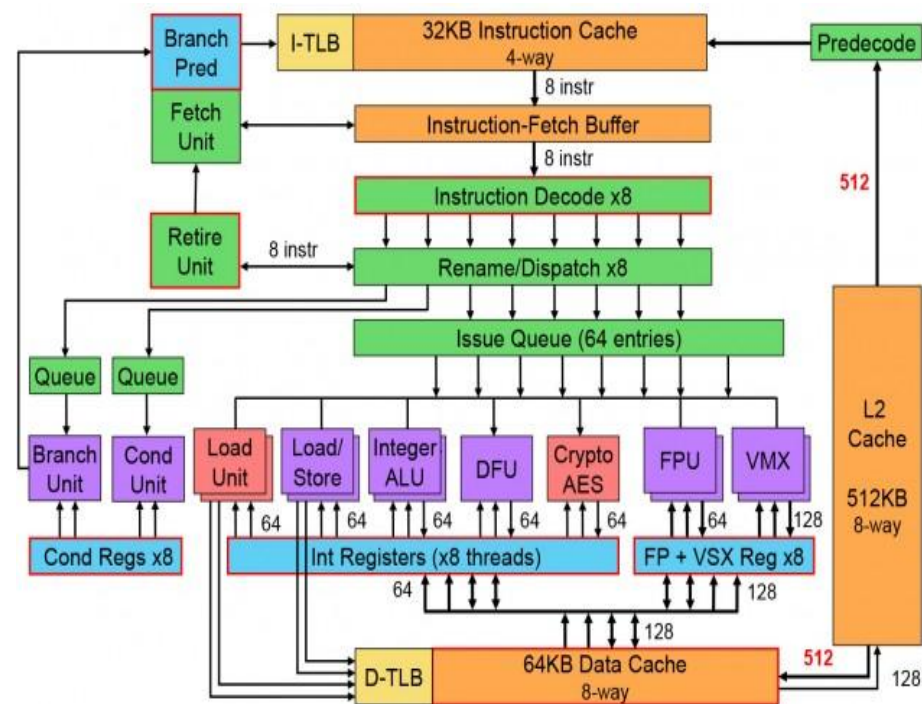 Branch
Pred
I-TLB
32KB Instruction Cache
4-way
Predecode
8 instr
Fetch
Unit
Instruction-Fetch Buffer
8 instr
512
Instruction Decode x8
Retire
Unit
8 instr
Rename/Dispatch x8
Issue Queue (64 entries)
Queue
Queue
L2
Cache
512KB
8-way
Branch
Unit
Cond
Unit
Load
Unit
Load/
Store
Integer
ALU
DFU
Crypto
AES
FPU
VMX
64
64
64
64
64
64
128
Cond Regs x8
Int Registers (x8 threads)
FP + VSX Reg x8
64
128
128
D-TLB
64KB Data Cache
8-way
512
128